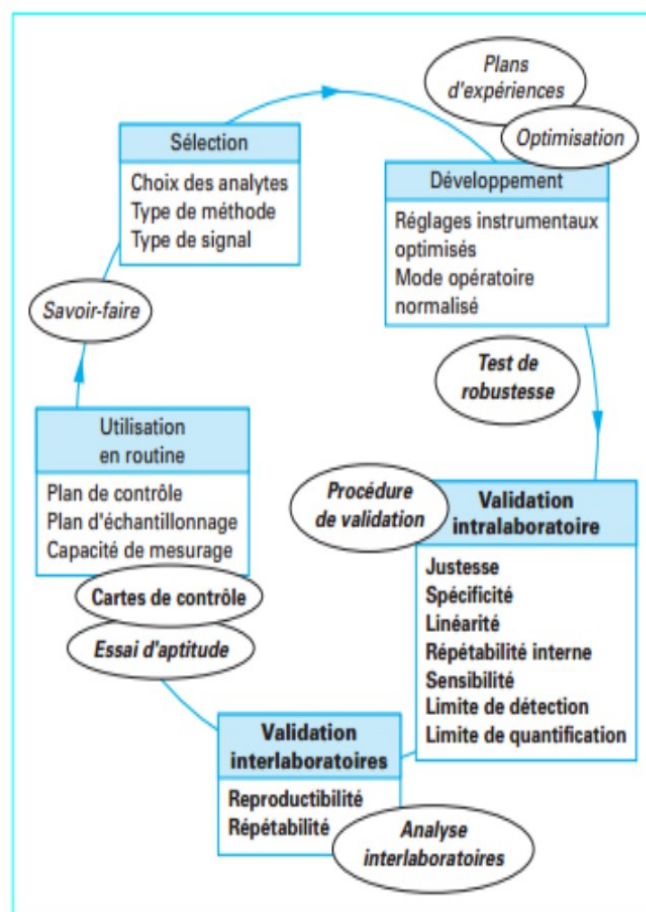 Plans
d'expériences
Optimisation
Sélection
Choix des analytes
Type de méthode
Type de signal
Développement
Réglages instrumentaux
optimisés
Mode opératoire
normalisé
Savoir-faire
Test de
robustesse
Utilisation
en routine
Plan de contrôle
Plan d'échantillonnage
Capacité de mesurage
Cartes de contrôle
Essai d'aptitude
Procédure
de validation
Validation
intralaboratoire
Justesse
Spécificité
Linéarité
Répétabilité interne
Sensibilité
Limite de détection
Limite de quantification
Validation
interlaboratoires
Reproductibilité
Répétabilité
Analyse
interlaboratoires